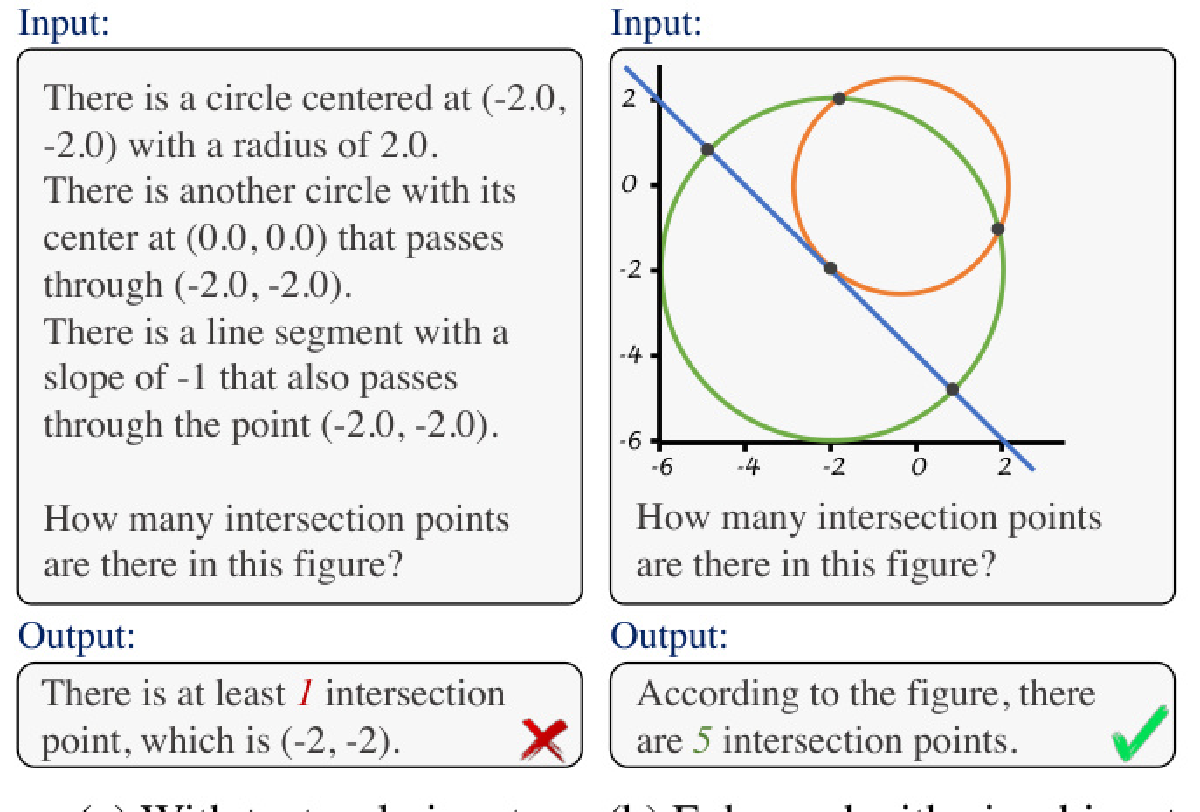 Input:
There is a circle centered at (-2.0,
-2.0) with a radius of 2.0.
There is another circle with its
center at (0.0, 0.0) that passes
through (-2.0, -2.0).
There is a line segment with a
slope of -1 that also passes
through the point (-2.0, -2.0).
How many intersection points
are there in this figure?
Output:
There is at least 1 intersection
point, which is (-2, -2).
Input:
2
0
-2
-4
-6
-6 -4 -2 0 2
How many intersection points
are there in this figure?
Output:
According to the figure, there
are 5 intersection points.